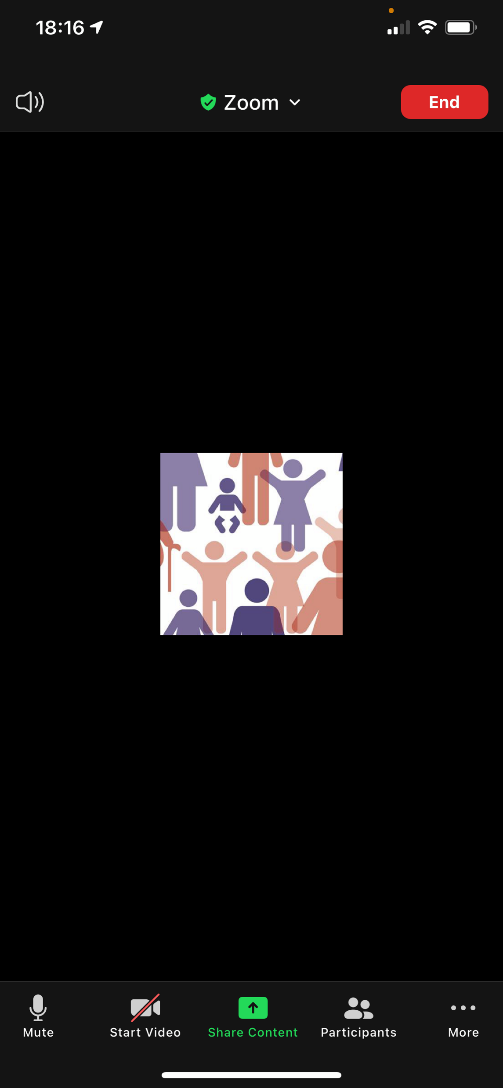 18:16
Zoom
End
Mute
Start Video
Share Content
Participants
More